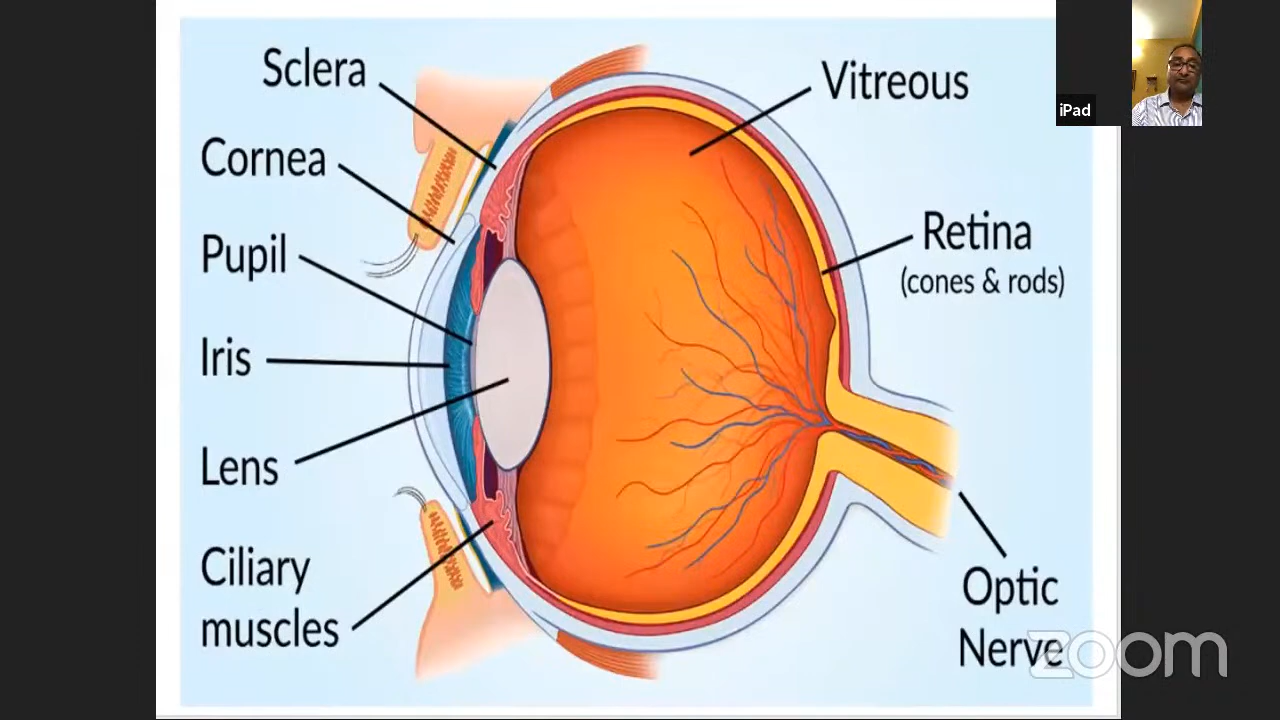 Sclera
Cornea
Pupil
Iris
Lens
Ciliary
muscles
Vitreous
Retina
(cones & rods)
Optic
Nerve
iPad
zoom